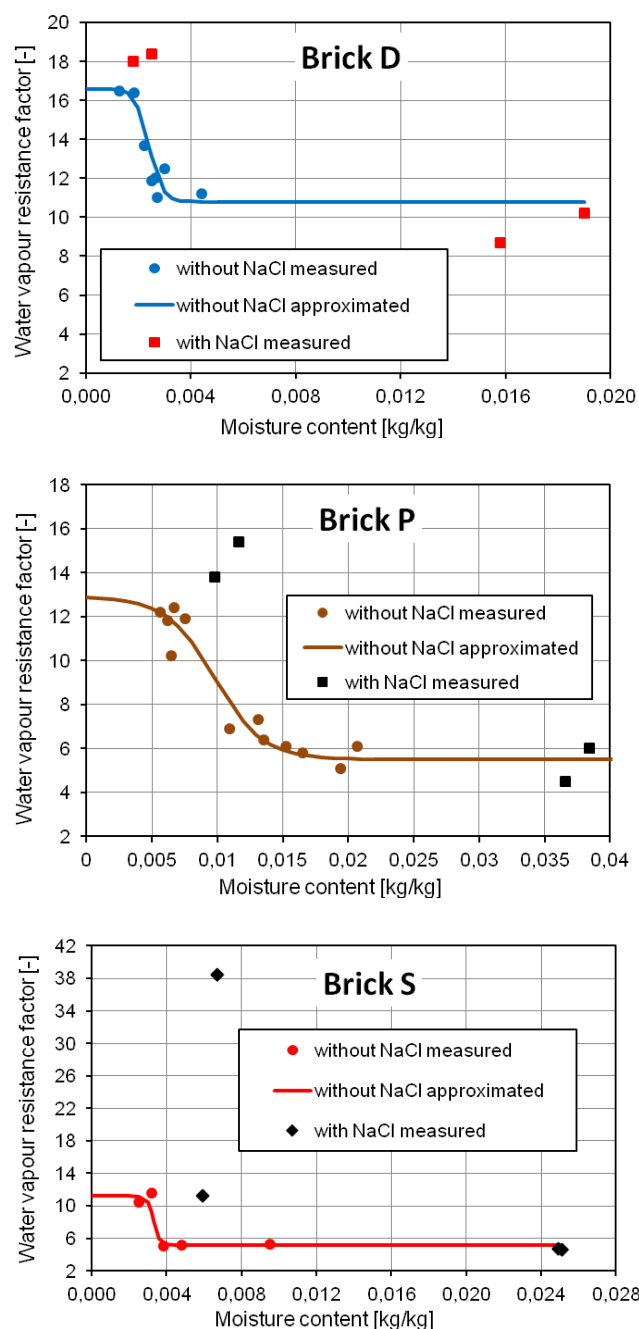 Brick D
Water vapour resistance factor [-]
20
18
16
14
12
10
8
6
4
2
without NaCl measured
without NaCl approximated
with NaCl measured
0,000 0,004 0,008 0,012 0,016 0,020
Moisture content [kg/kg]
Brick P
Water vapour resistance factor [-]
18
16
14
12
10
8
6
4
2
without NaCl measured
without NaCl approximated
with NaCl measured
0 0,005 0,01 0,015 0,02 0,025 0,03 0,035 0,04
Moisture content [kg/kg]
Brick S
Water vapour resistance factor [-]
42
38
34
30
26
22
18
14
10
6
2
without NaCl measured
without NaCl approximated
with NaCl measured
0,000 0,004 0,008 0,012 0,016 0,020 0,024 0,028
Moisture content [kg/kg]